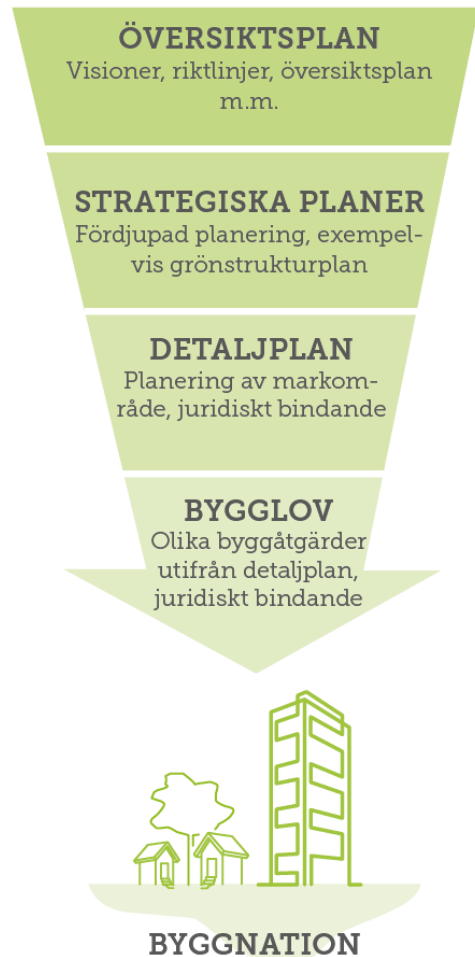 ÖVERSIKTSPLAN
Visioner, riktlinjer, översiktsplan
m.m.
STRATEGISKA PLANER
Fördjupad planering, exempel-
vis grönstrukturplan
DETALJPLAN
Planering av markom-
råde, juridiskt bindande
BYGGLOV
Olika byggåtgärder
utifrån detaljplan,
juridiskt bindande
BYGGNATION